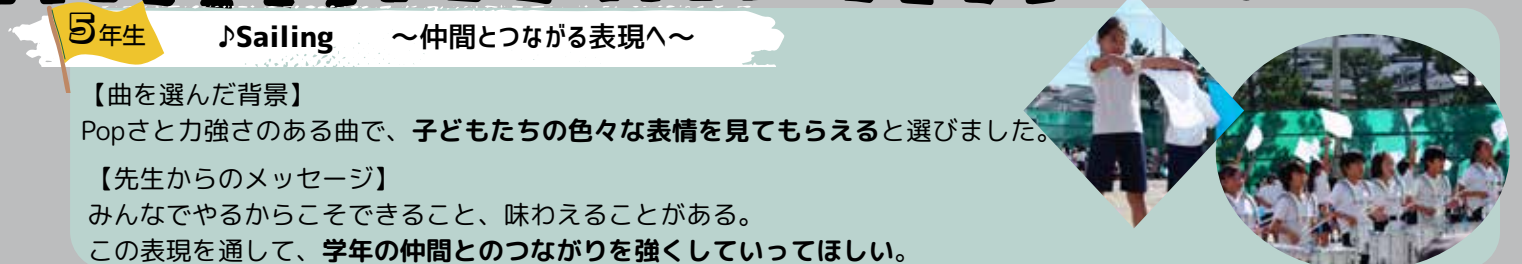 5年生
♪Sailing ～仲間とつながる表現へ～
【曲を選んだ背景】
Popさと力強さのある曲で、子どもたちの色々な表情を見てもらえると選びました。
【先生からのメッセージ】
みんなでやるからこそできること、味わえることがある。
この表現を通して、学年の仲間とのつながりを強くしていってほしい。